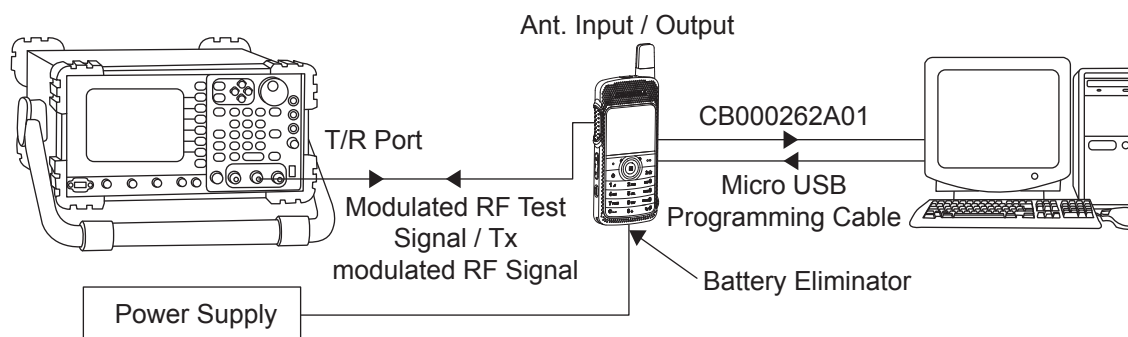 Ant. Input / Output
T/R Port
CB000262A01
Modulated RF Test
Signal / Tx
modulated RF Signal
Micro USB
Programming Cable
Battery Eliminator
Power Supply